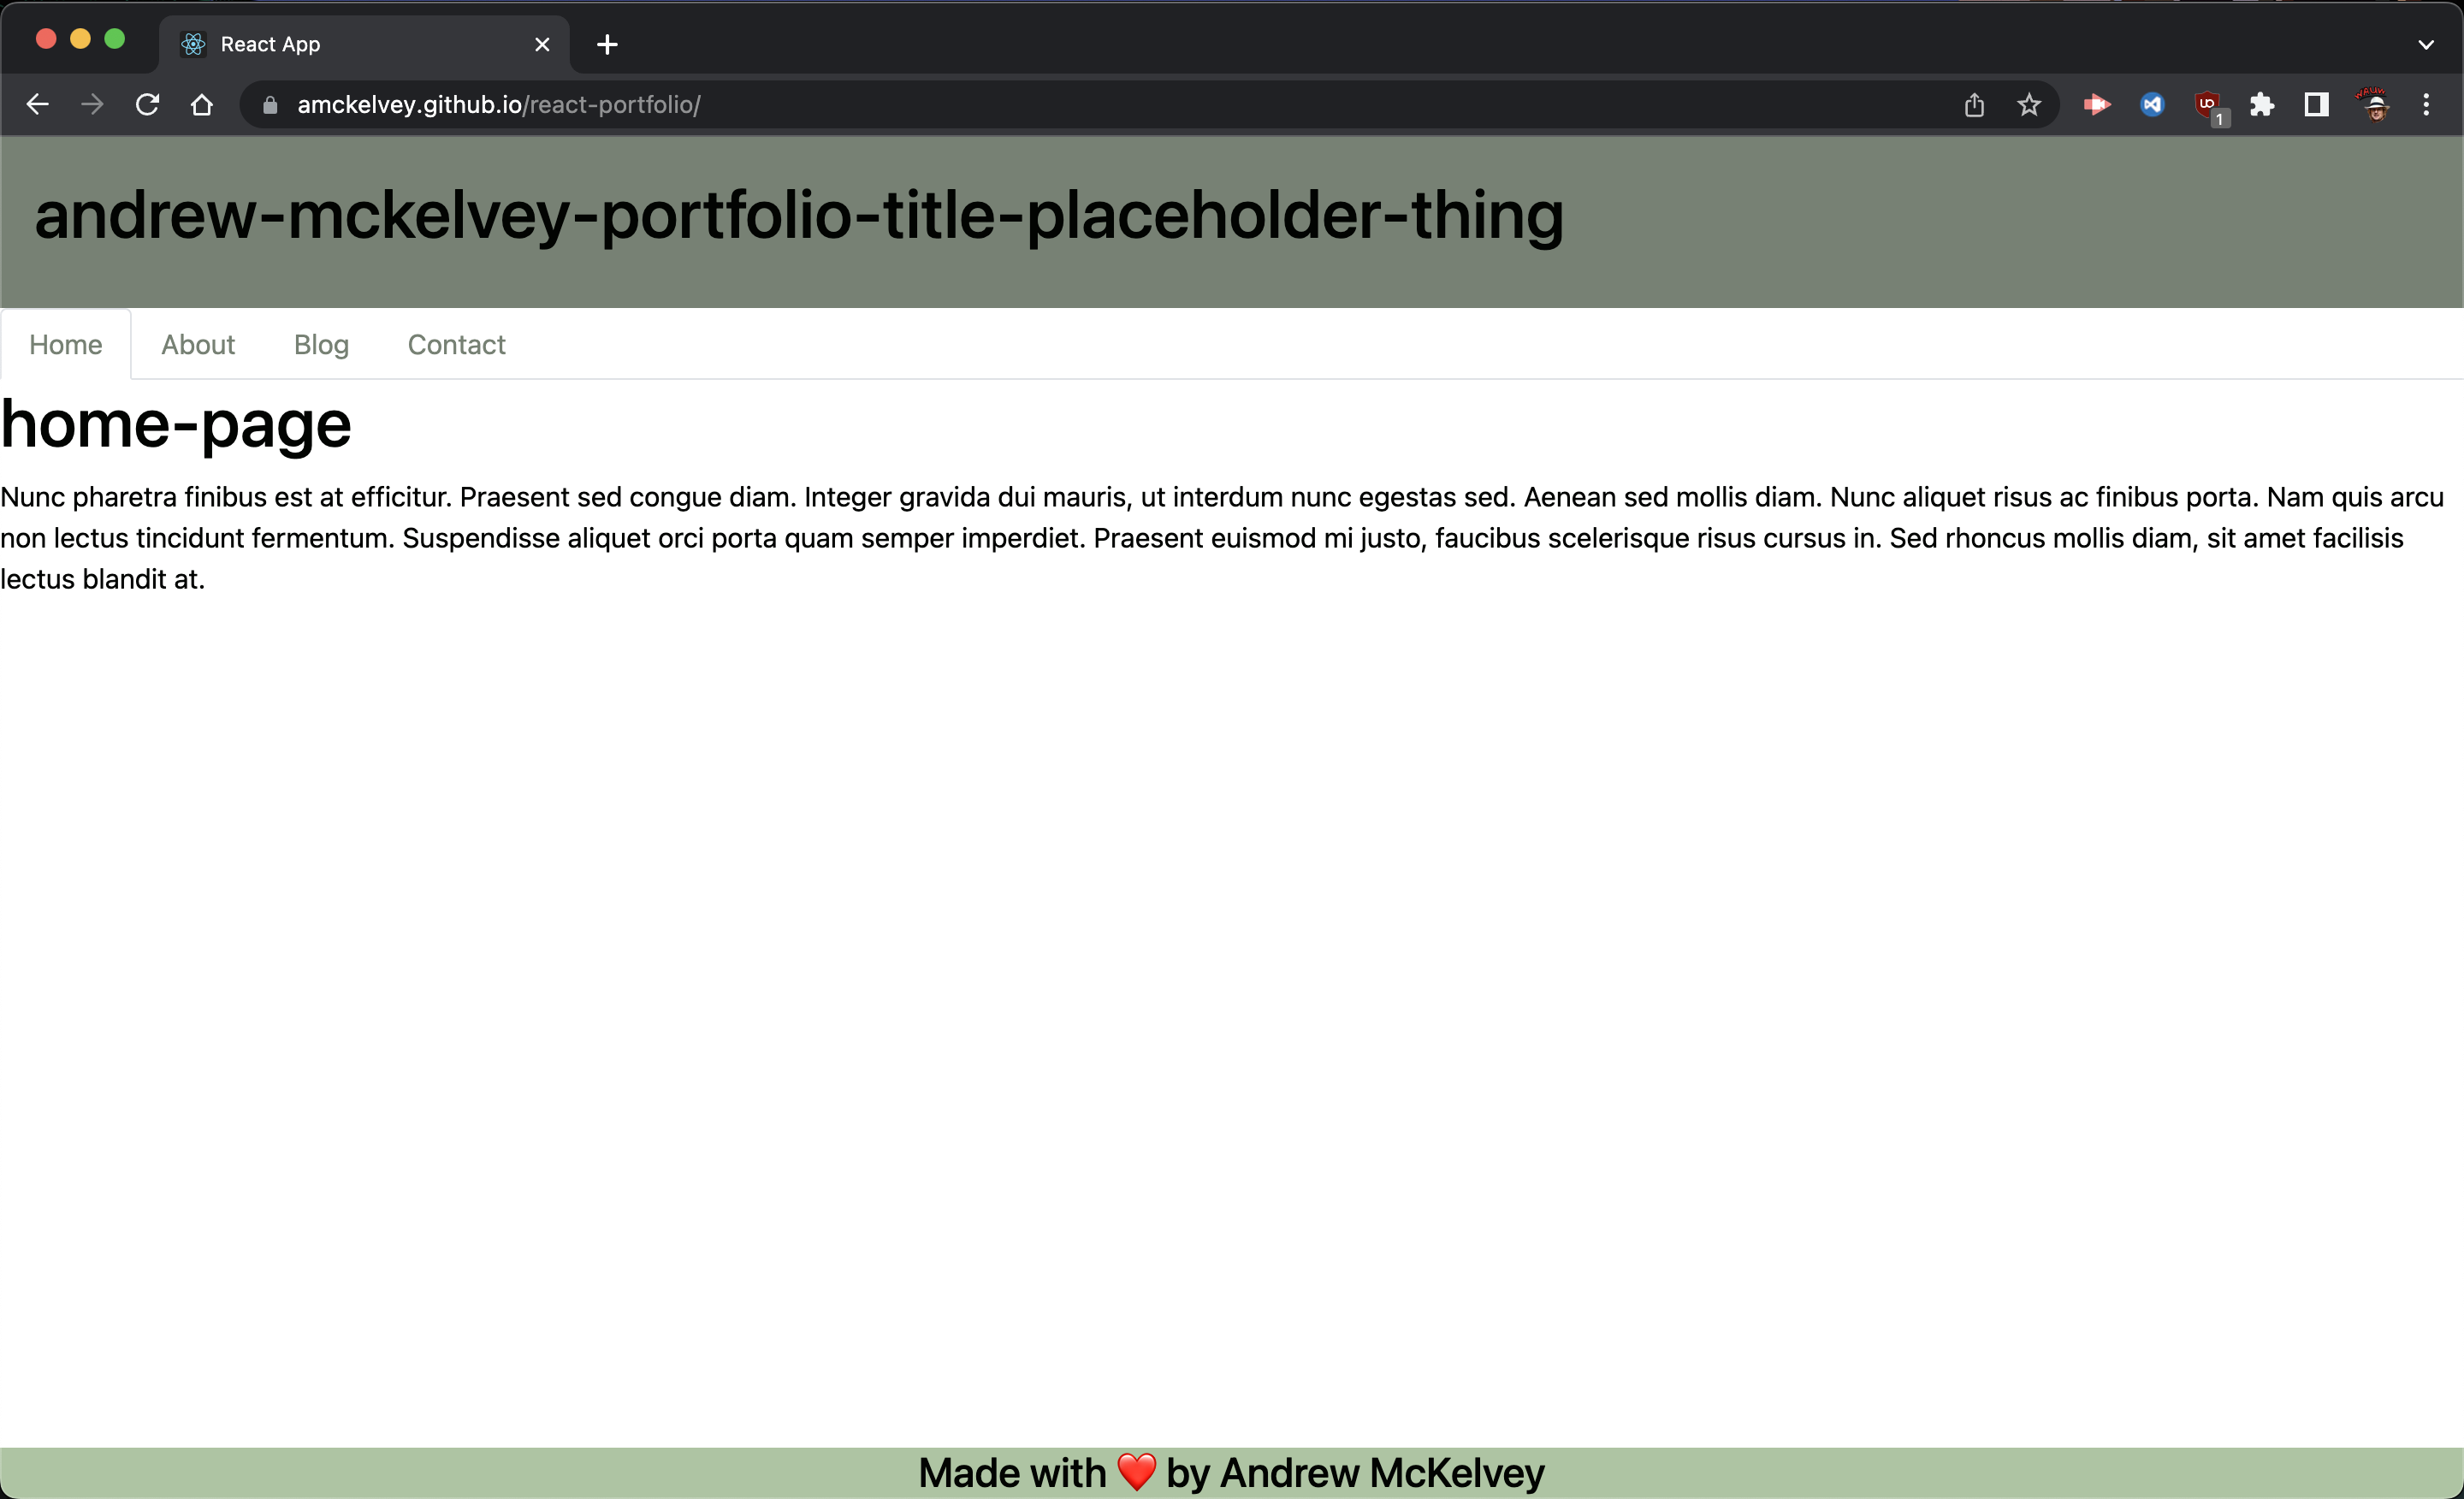 React App
amckelvey.github.io/react-portfolio/
1
andrew-mckelvey-portfolio-title-placeholder-thing
Home About Blog Contact
home-page
Nunc pharetra finibus est at efficitur. Praesent sed congue diam. Integer gravida dui mauris, ut interdum nunc egestas sed. Aenean sed mollis diam. Nunc aliquet risus ac finibus porta. Nam quis arcu
non lectus tincidunt fermentum. Suspendisse aliquet orci porta quam semper imperdiet. Praesent euismod mi justo, faucibus scelerisque risus cursus in. Sed rhoncus mollis diam, sit amet facilisis
lectus blandit at.
Made with ❤️ by Andrew McKelvey